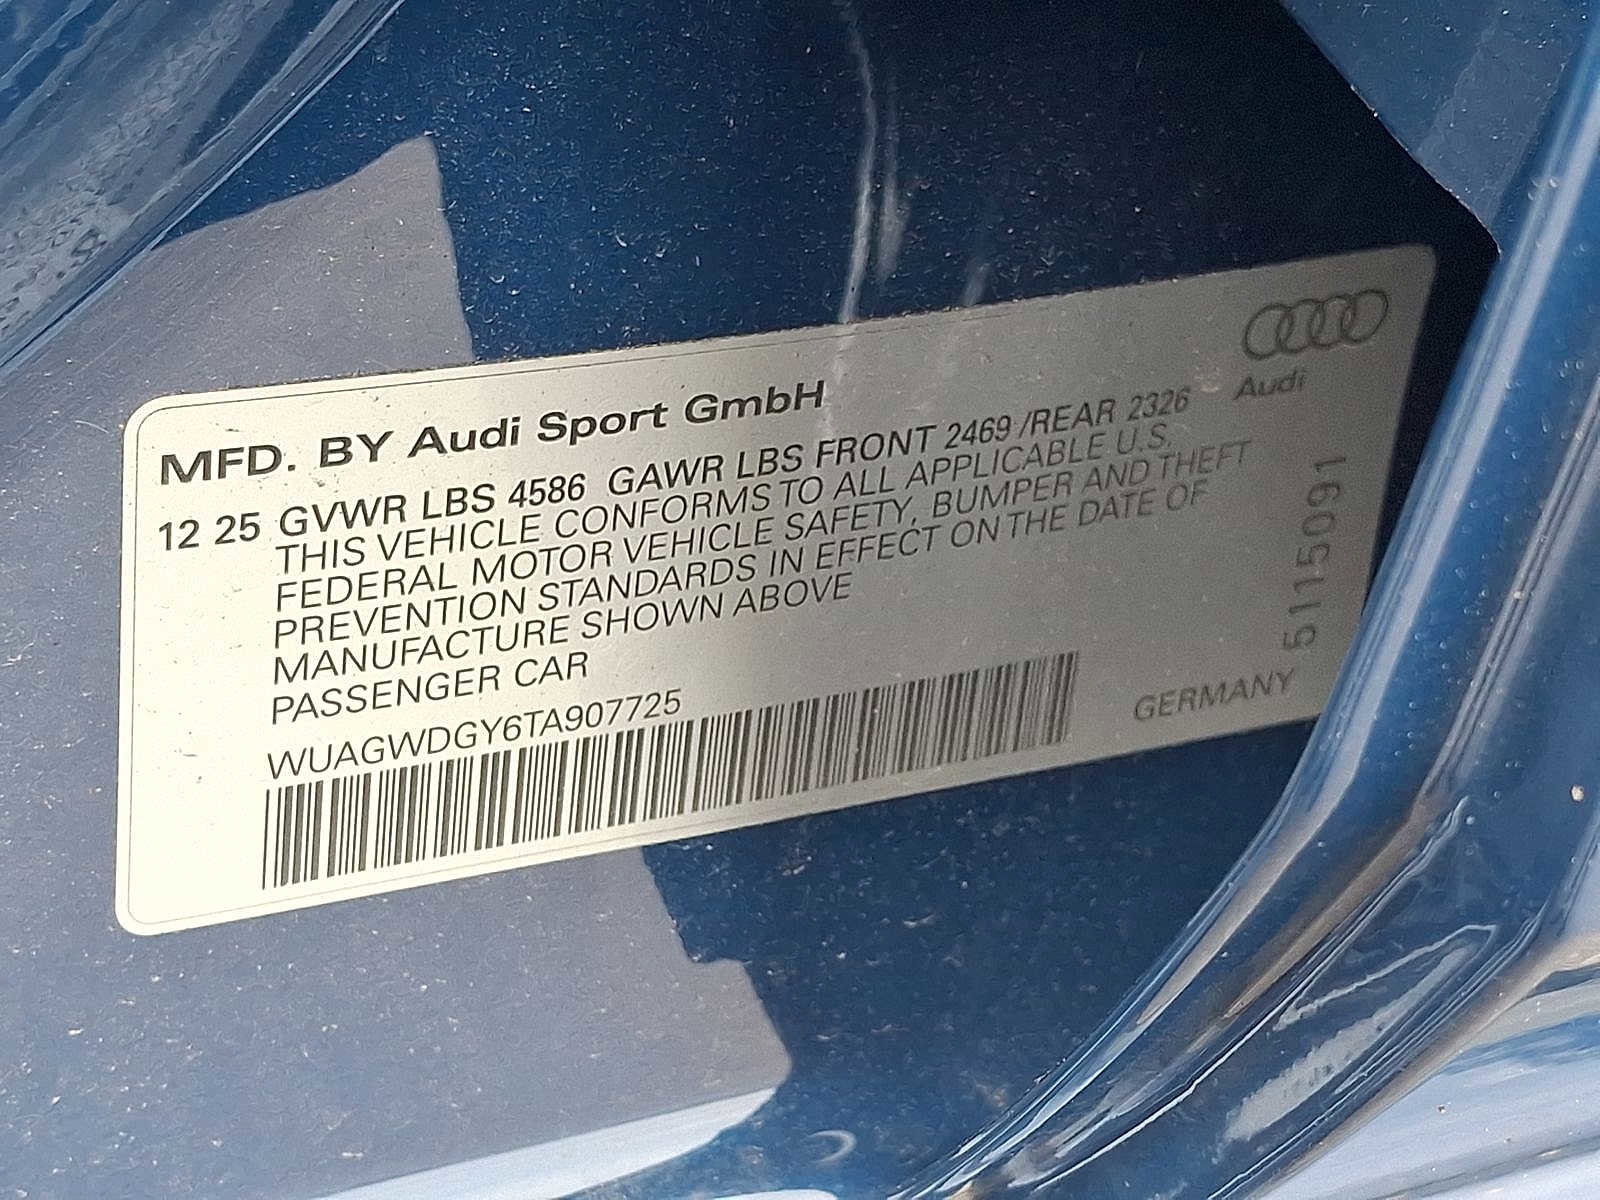 MFD. BY Audi Sport GmbH
Audi
12 25 GVWR LBS 4586 GAWR LBS FRONT 2469 /REAR 2326
THIS VEHICLE CONFORMS TO ALL APPLICABLE U.S.
FEDERAL MOTOR VEHICLE SAFETY, BUMPER AND THEFT
PREVENTION STANDARDS IN EFFECT ON THE DATE OF
MANUFACTURE SHOWN ABOVE
PASSENGER CAR
WUAGWDGY6TA907725
GERMANY
5115091